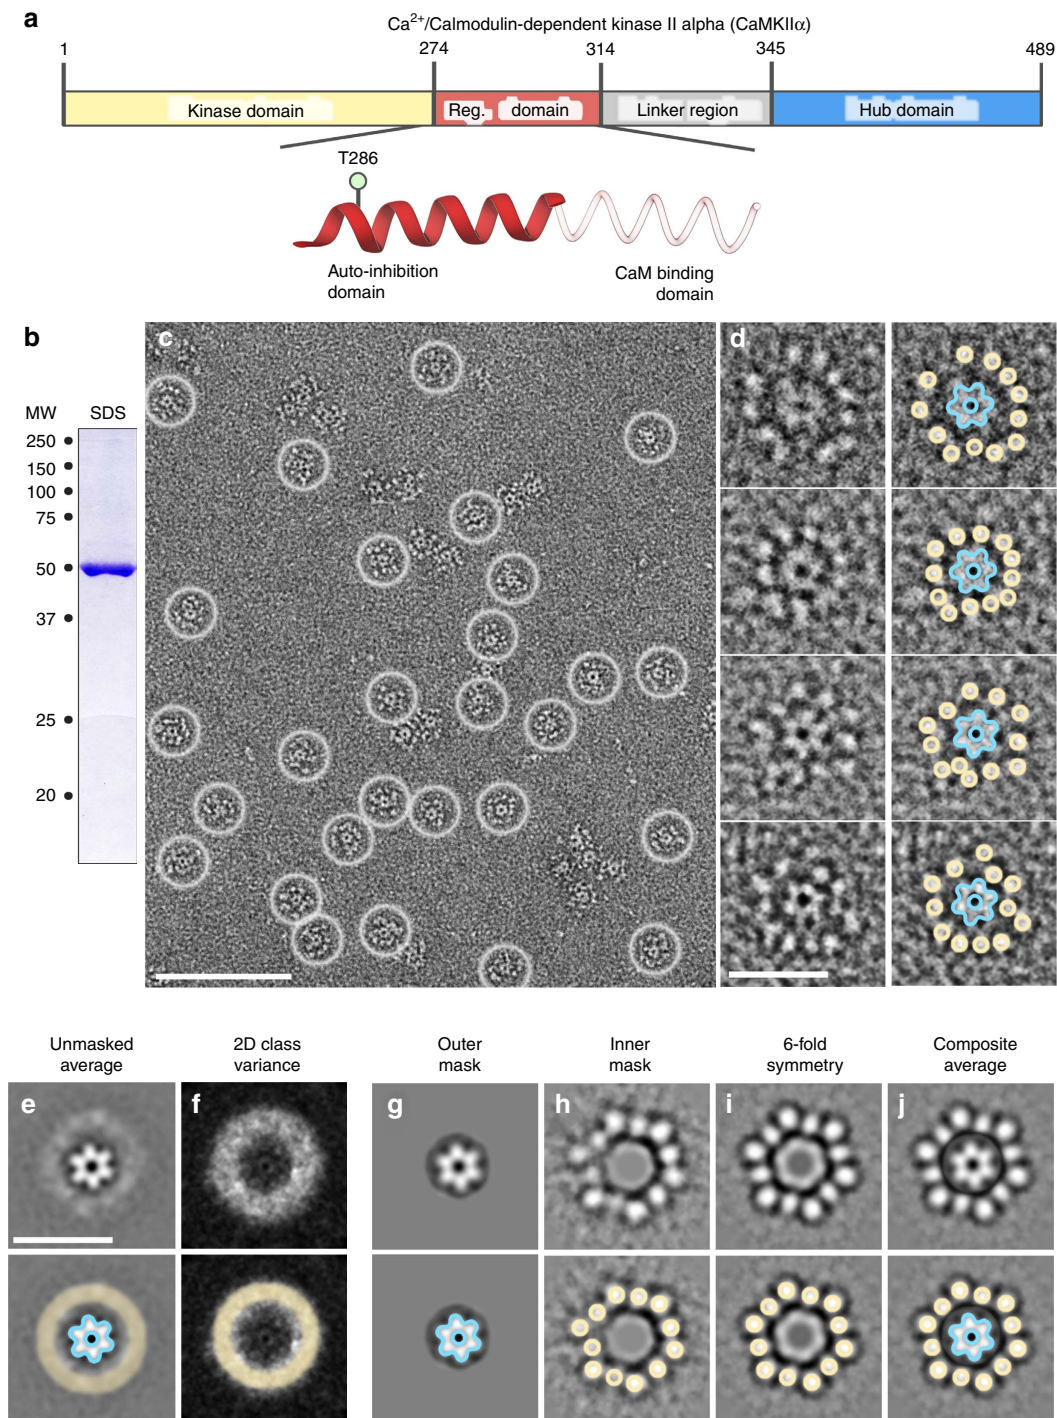 a
Ca2+/Calmodulin-dependent kinase II alpha (CaMKIIα)
1 274 314 345 489
Kinase domain Reg. domain Linker region Hub domain
T286
Auto-inhibition domain
CaM binding domain
b
MW SDS
250
150
100
75
50
37
25
20
c
d
Unmasked average
2D class variance
Outer mask
Inner mask
6-fold symmetry
Composite average
e f g h i j